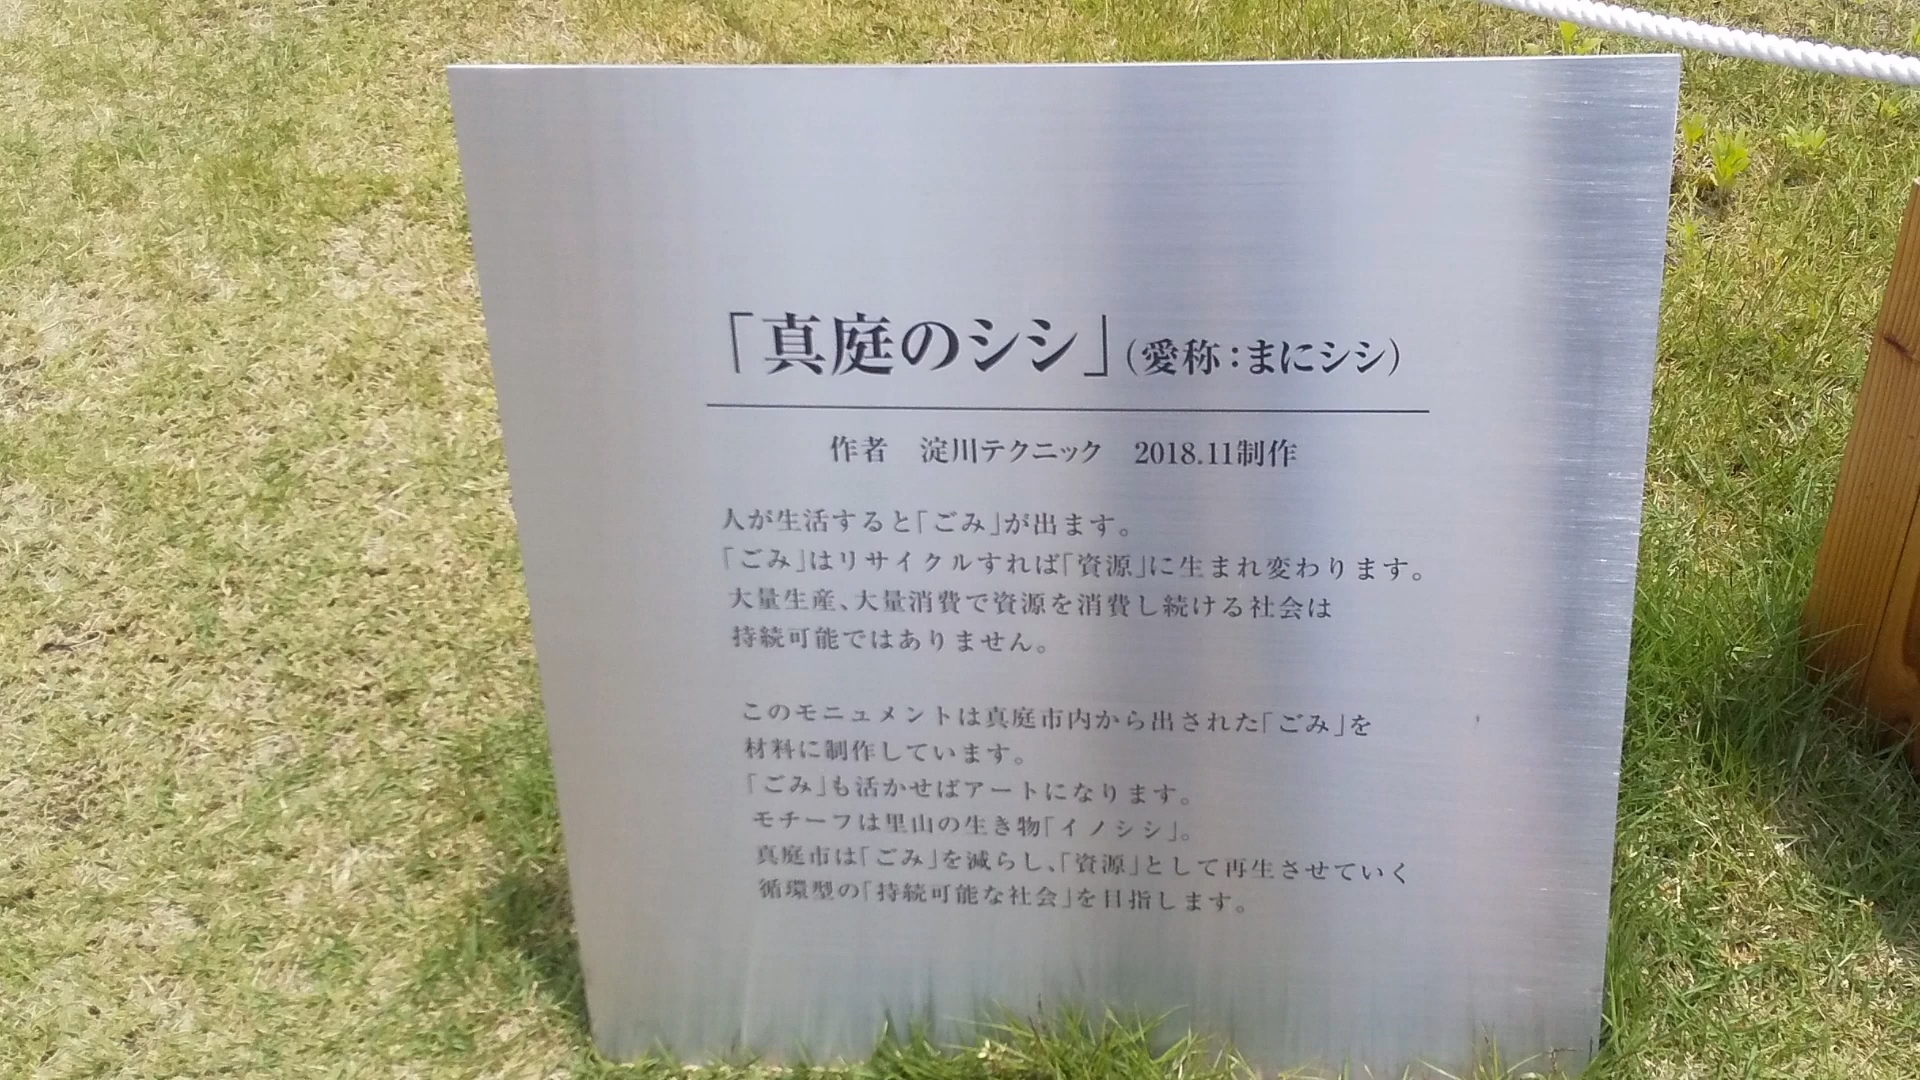 「真庭のシシ」(愛称:まにシシ)
作者　淀川テクニック　2018.11制作
人が生活すると「ごみ」が出ます。
「ごみ」はリサイクルすれば「資源」に生まれ変わります。
大量生産、大量消費で資源を消費し続ける社会は
持続可能ではありません。
このモニュメントは真庭市内から出された「ごみ」を
材料に制作しています。
「ごみ」も活かせばアートになります。
モチーフは里山の生き物「イノシシ」。
真庭市は「ごみ」を減らし、「資源」として再生させていく
循環型の「持続可能な社会」を目指します。